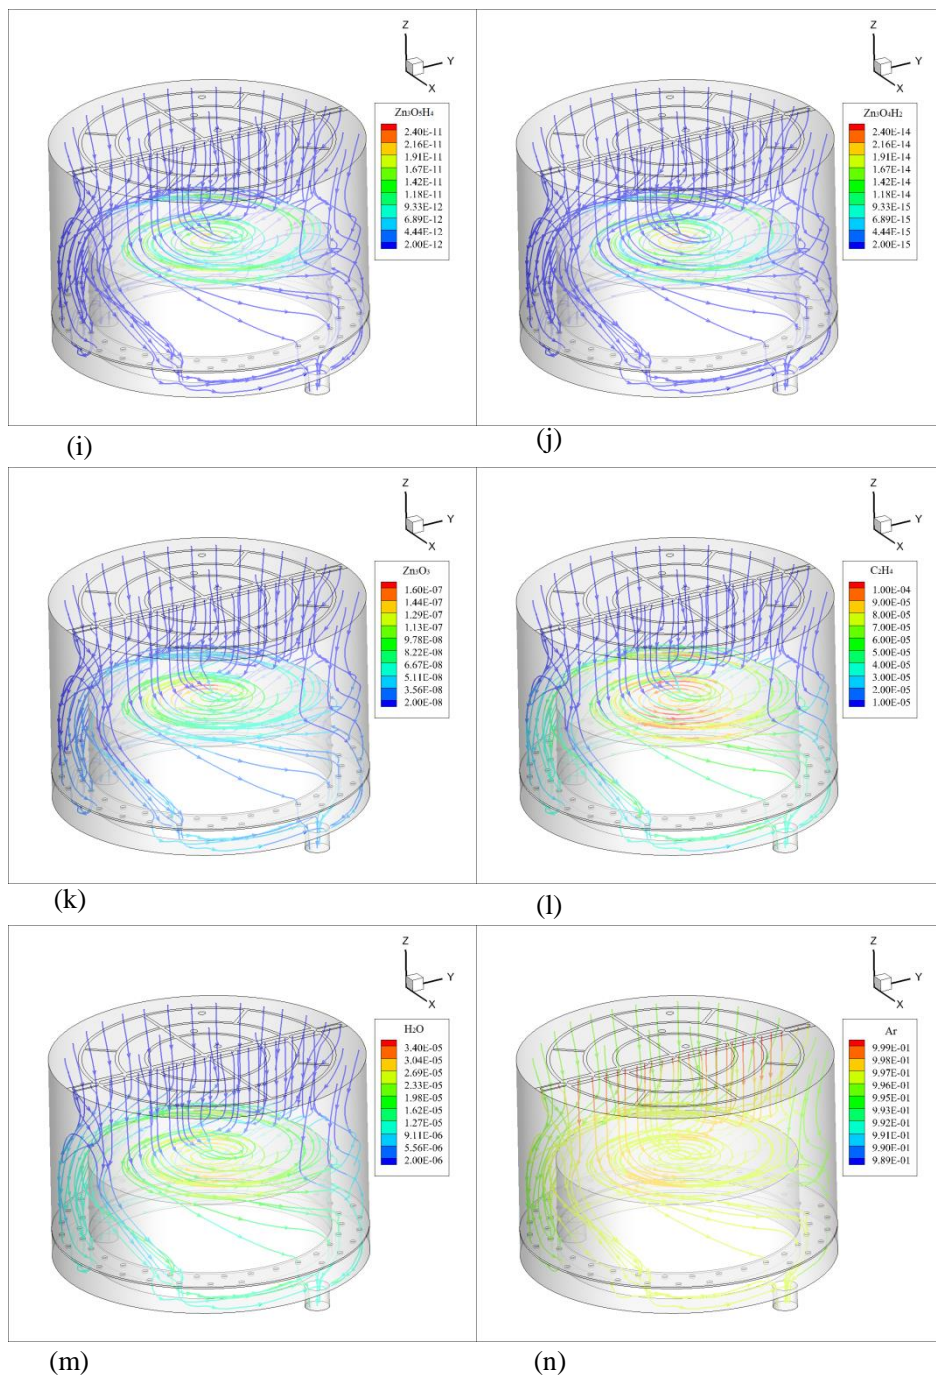 Z
Y
X
Zn₃O₅H₄
2.40E-11
2.16E-11
1.91E-11
1.67E-11
1.42E-11
1.18E-11
9.33E-12
6.89E-12
4.44E-12
2.00E-12
(i)
Z
Y
X
Zn₃O₄H₂
2.40E-14
2.16E-14
1.91E-14
1.67E-14
1.42E-14
1.18E-14
9.33E-15
6.89E-15
4.44E-15
2.00E-15
(j)
Z
Y
X
Zn₃O₃
1.60E-07
1.44E-07
1.29E-07
1.13E-07
9.78E-08
8.22E-08
6.67E-08
5.11E-08
3.56E-08
2.00E-08
(k)
Z
Y
X
C₂H₄
1.00E-04
9.00E-05
8.00E-05
7.00E-05
6.00E-05
5.00E-05
4.00E-05
3.00E-05
2.00E-05
1.00E-05
(l)
Z
Y
X
H₂O
3.40E-05
3.04E-05
2.69E-05
2.33E-05
1.98E-05
1.62E-05
1.27E-05
9.11E-06
5.56E-06
2.00E-06
(m)
Z
Y
X
Ar
9.99E-01
9.98E-01
9.97E-01
9.96E-01
9.95E-01
9.93E-01
9.92E-01
9.91E-01
9.90E-01
9.89E-01
(n)